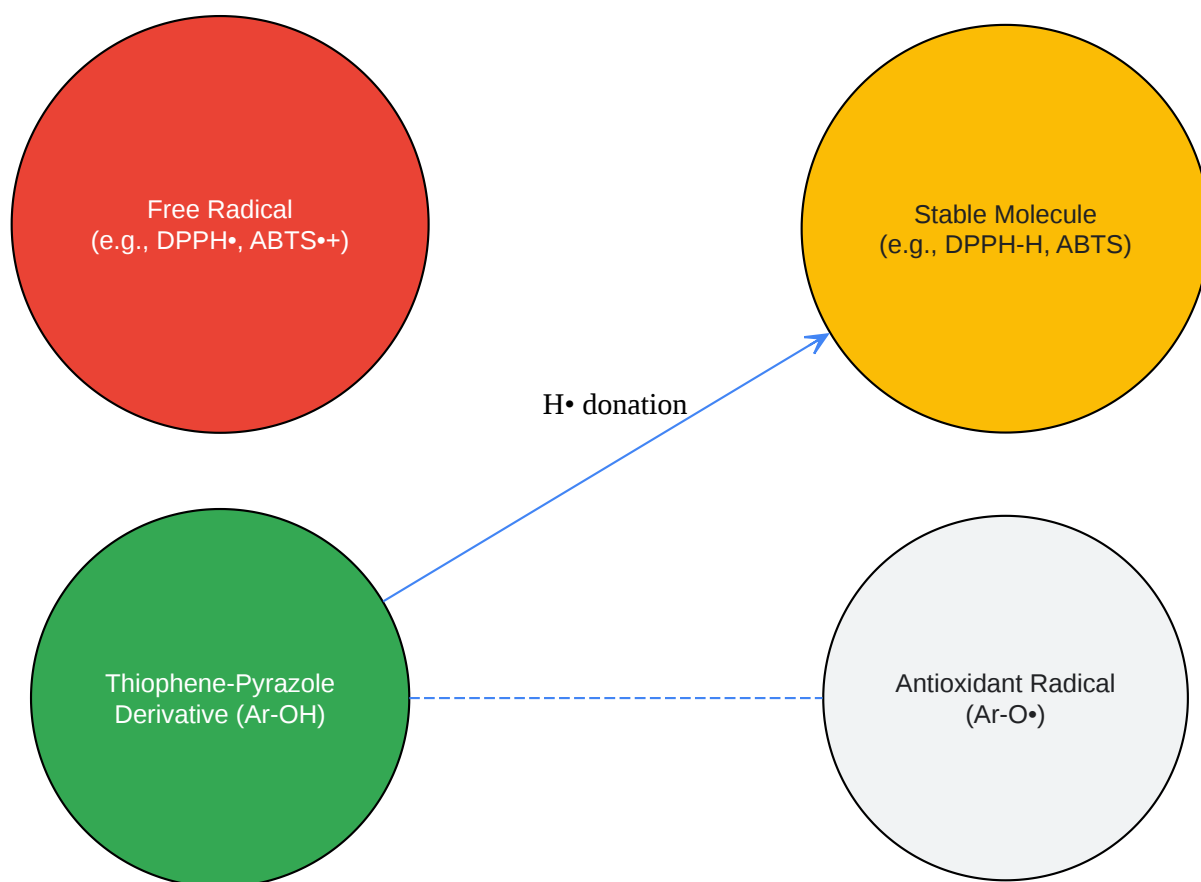 Free Radical
(e.g., DPPH•, ABTS•+)
Stable Molecule
(e.g., DPPH-H, ABTS)
H• donation
Thiophene-Pyrazole
Derivative (Ar-OH)
Antioxidant Radical
(Ar-O•)